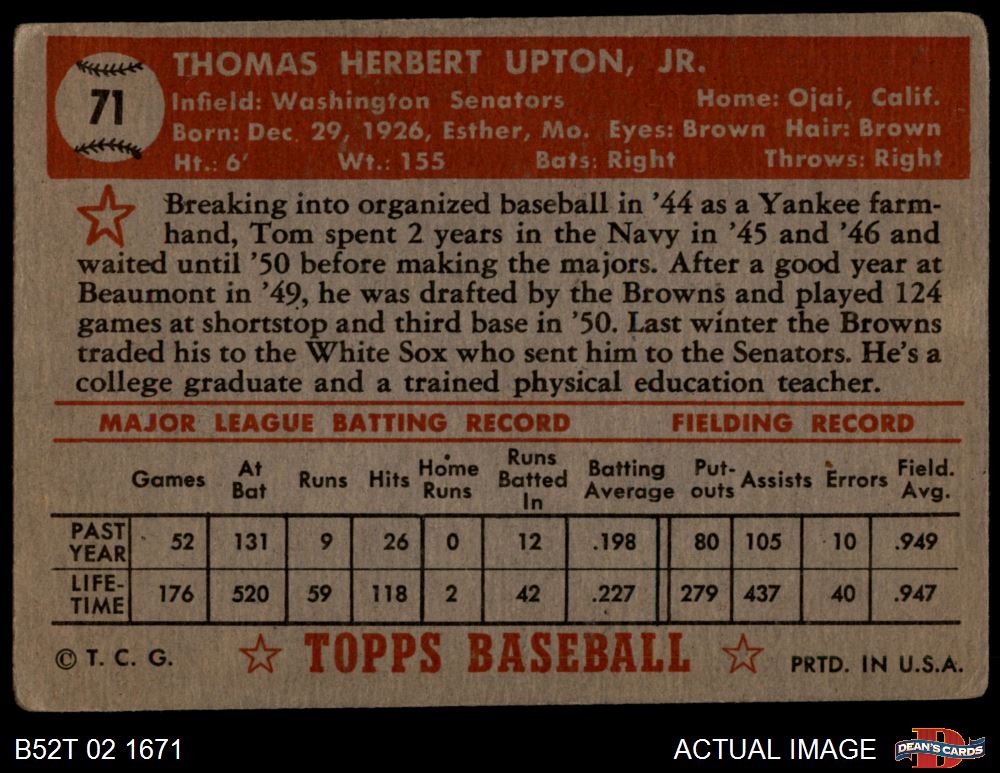 71
THOMAS HERBERT UPTON, JR.
Infield: Washington Senators Home: Ojai, Calif.
Born: Dec. 29, 1926, Esther, Mo. Eyes: Brown Hair: Brown
Ht.: 6' Wt.: 155 Bats: Right Throws: Right
Breaking into organized baseball in '44 as a Yankee farm-
hand, Tom spent 2 years in the Navy in '45 and '46 and
waited until '50 before making the majors. After a good year at
Beaumont in '49, he was drafted by the Browns and played 124
games at shortstop and third base in '50. Last winter the Browns
traded his to the White Sox who sent him to the Senators. He's a
college graduate and a trained physical education teacher.
MAJOR LEAGUE BATTING RECORD FIELDING RECORD
Games At Bat Runs Hits Home Runs Runs Batted In Batting Average Put-outs Assists Errors Field. Avg.
PAST YEAR 52 131 9 26 0 12 .198 80 105 10 .949
LIFE-TIME 176 520 59 118 2 42 .227 279 437 40 .947
© T. C. G. TOPPS BASEBALL PRTD. IN U.S.A.
B52T 02 1671 ACTUAL IMAGE D DEAN'S CARDS